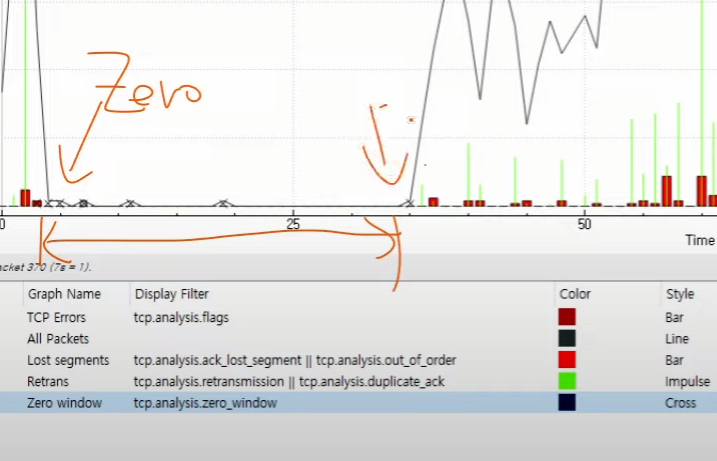 Zero
0
25
50
Time
acket 370 (7s = 1).
Graph Name Display Filter Color Style
TCP Errors tcp.analysis.flags Bar
All Packets Line
Lost segments tcp.analysis.ack_lost_segment || tcp.analysis.out_of_order Bar
Retrans tcp.analysis.retransmission || tcp.analysis.duplicate_ack Impulse
Zero window tcp.analysis.zero_window Cross